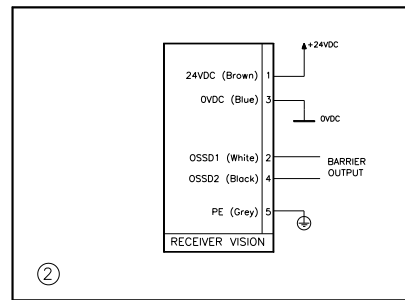 +24VDC
24VDC (Brown) 1
0VDC (Blue) 3
0VDC
OSSD1 (White) 2
BARRIER
OUTPUT
OSSD2 (Black) 4
PE (Grey) 5
RECEIVER VISION
2